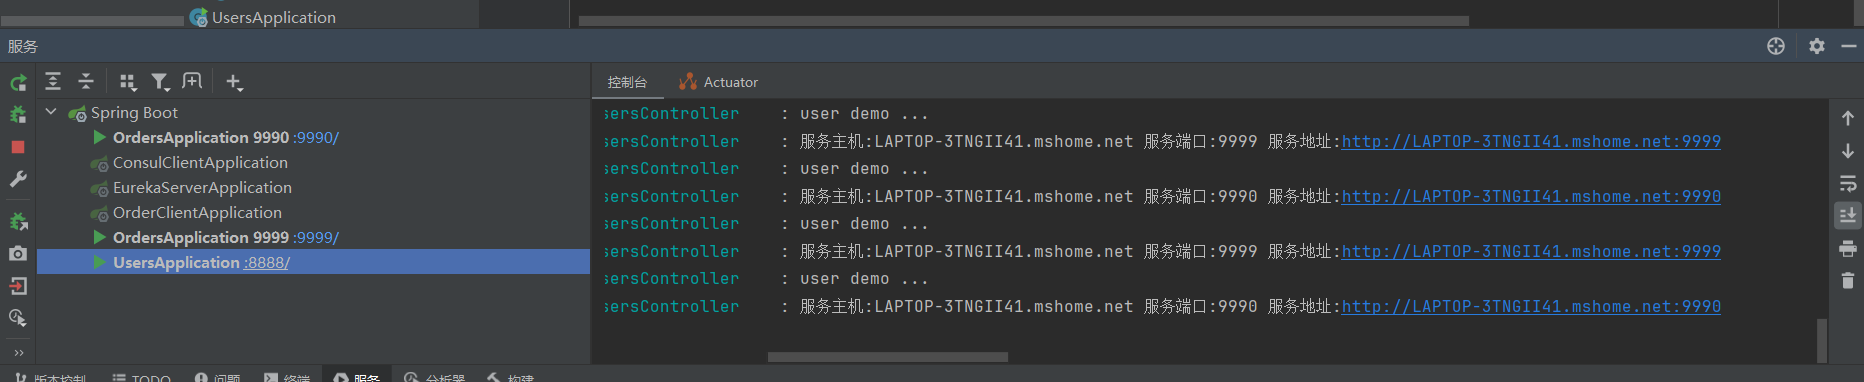 UsersApplication
服务
Spring Boot
OrdersApplication 9990 :9990/
ConsulClientApplication
EurekaServerApplication
OrderClientApplication
OrdersApplication 9999 :9999/
UsersApplication :8888/
控制台 Actuator
sersController : user demo ...
: 服务主机:LAPTOP-3TNGII41.mshome.net 服务端口:9999 服务地址:http://LAPTOP-3TNGII41.mshome.net:9999
sersController : user demo ...
sersController : 服务主机:LAPTOP-3TNGII41.mshome.net 服务端口:9990 服务地址:http://LAPTOP-3TNGII41.mshome.net:9990
sersController : user demo ...
sersController : 服务主机:LAPTOP-3TNGII41.mshome.net 服务端口:9999 服务地址:http://LAPTOP-3TNGII41.mshome.net:9999
sersController : user demo ...
sersController : 服务主机:LAPTOP-3TNGII41.mshome.net 服务端口:9990 服务地址:http://LAPTOP-3TNGII41.mshome.net:9990
版本控制 TODO 问题 终端 服务 分析器 构建